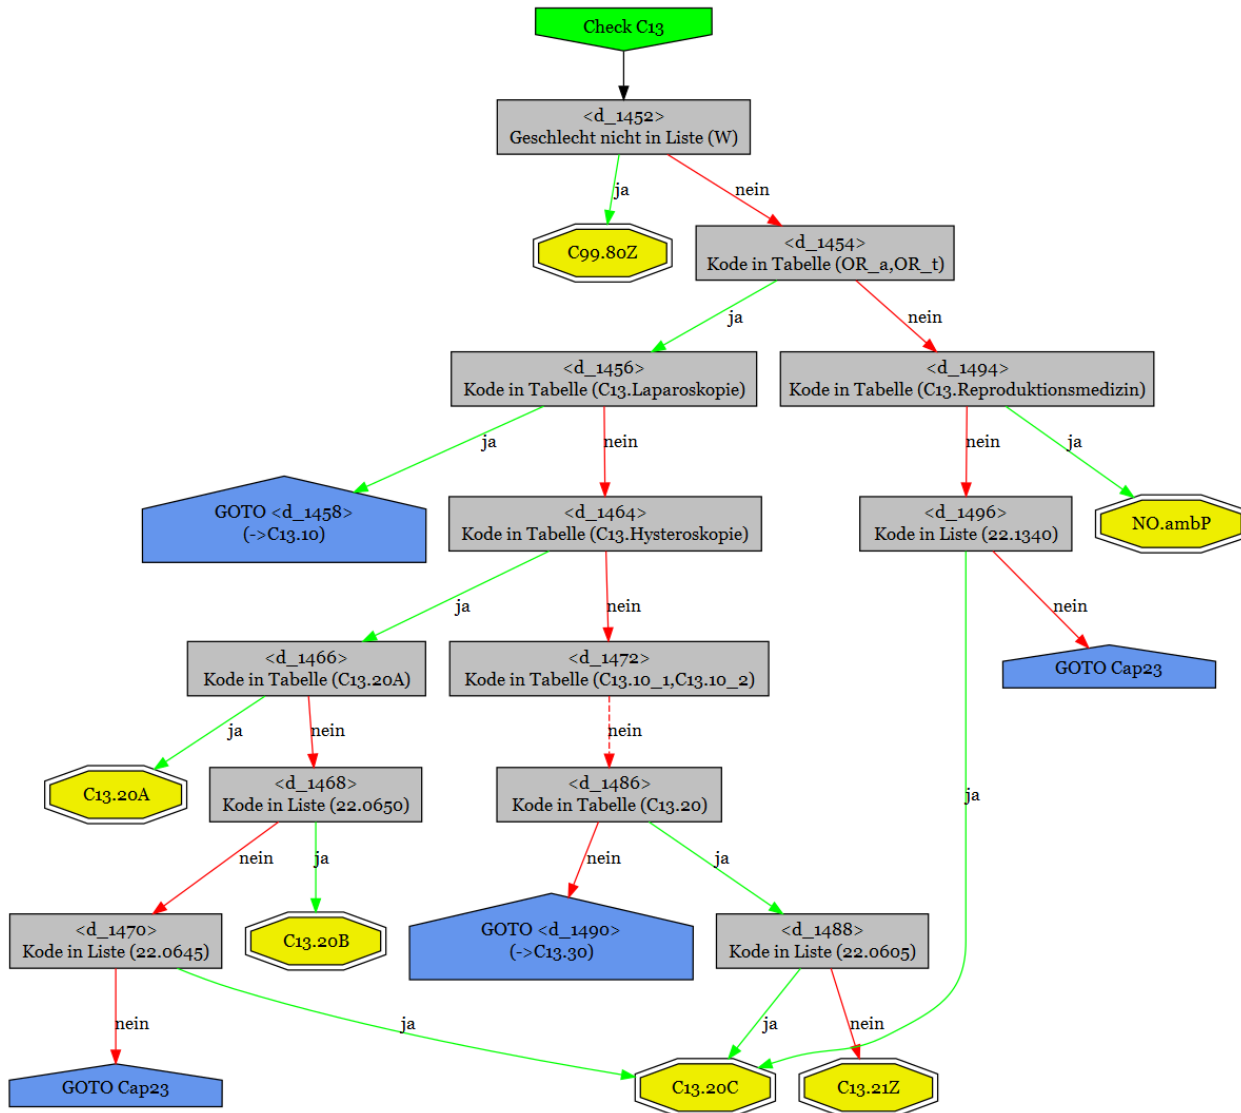 Check C13
<d_1452>
Geschlecht nicht in Liste (W)
ja
nein
C99.80Z
<d_1454>
Kode in Tabelle (OR_a,OR_t)
ja
nein
<d_1456>
Kode in Tabelle (C13.Laparoskopie)
<d_1494>
Kode in Tabelle (C13.Reproduktionsmedizin)
ja
nein
nein
ja
GOTO <d_1458>
(->C13.10)
<d_1464>
Kode in Tabelle (C13.Hysteroskopie)
<d_1496>
Kode in Liste (22.1340)
NO.ambP
ja
nein
nein
<d_1466>
Kode in Tabelle (C13.20A)
<d_1472>
Kode in Tabelle (C13.10_1,C13.10_2)
GOTO Cap23
ja
nein
nein
C13.20A
<d_1468>
Kode in Liste (22.0650)
<d_1486>
Kode in Tabelle (C13.20)
ja
nein
ja
nein
ja
<d_1470>
Kode in Liste (22.0645)
C13.20B
GOTO <d_1490>
(->C13.30)
<d_1488>
Kode in Liste (22.0605)
nein
ja
ja
nein
GOTO Cap23
C13.20C
C13.21Z